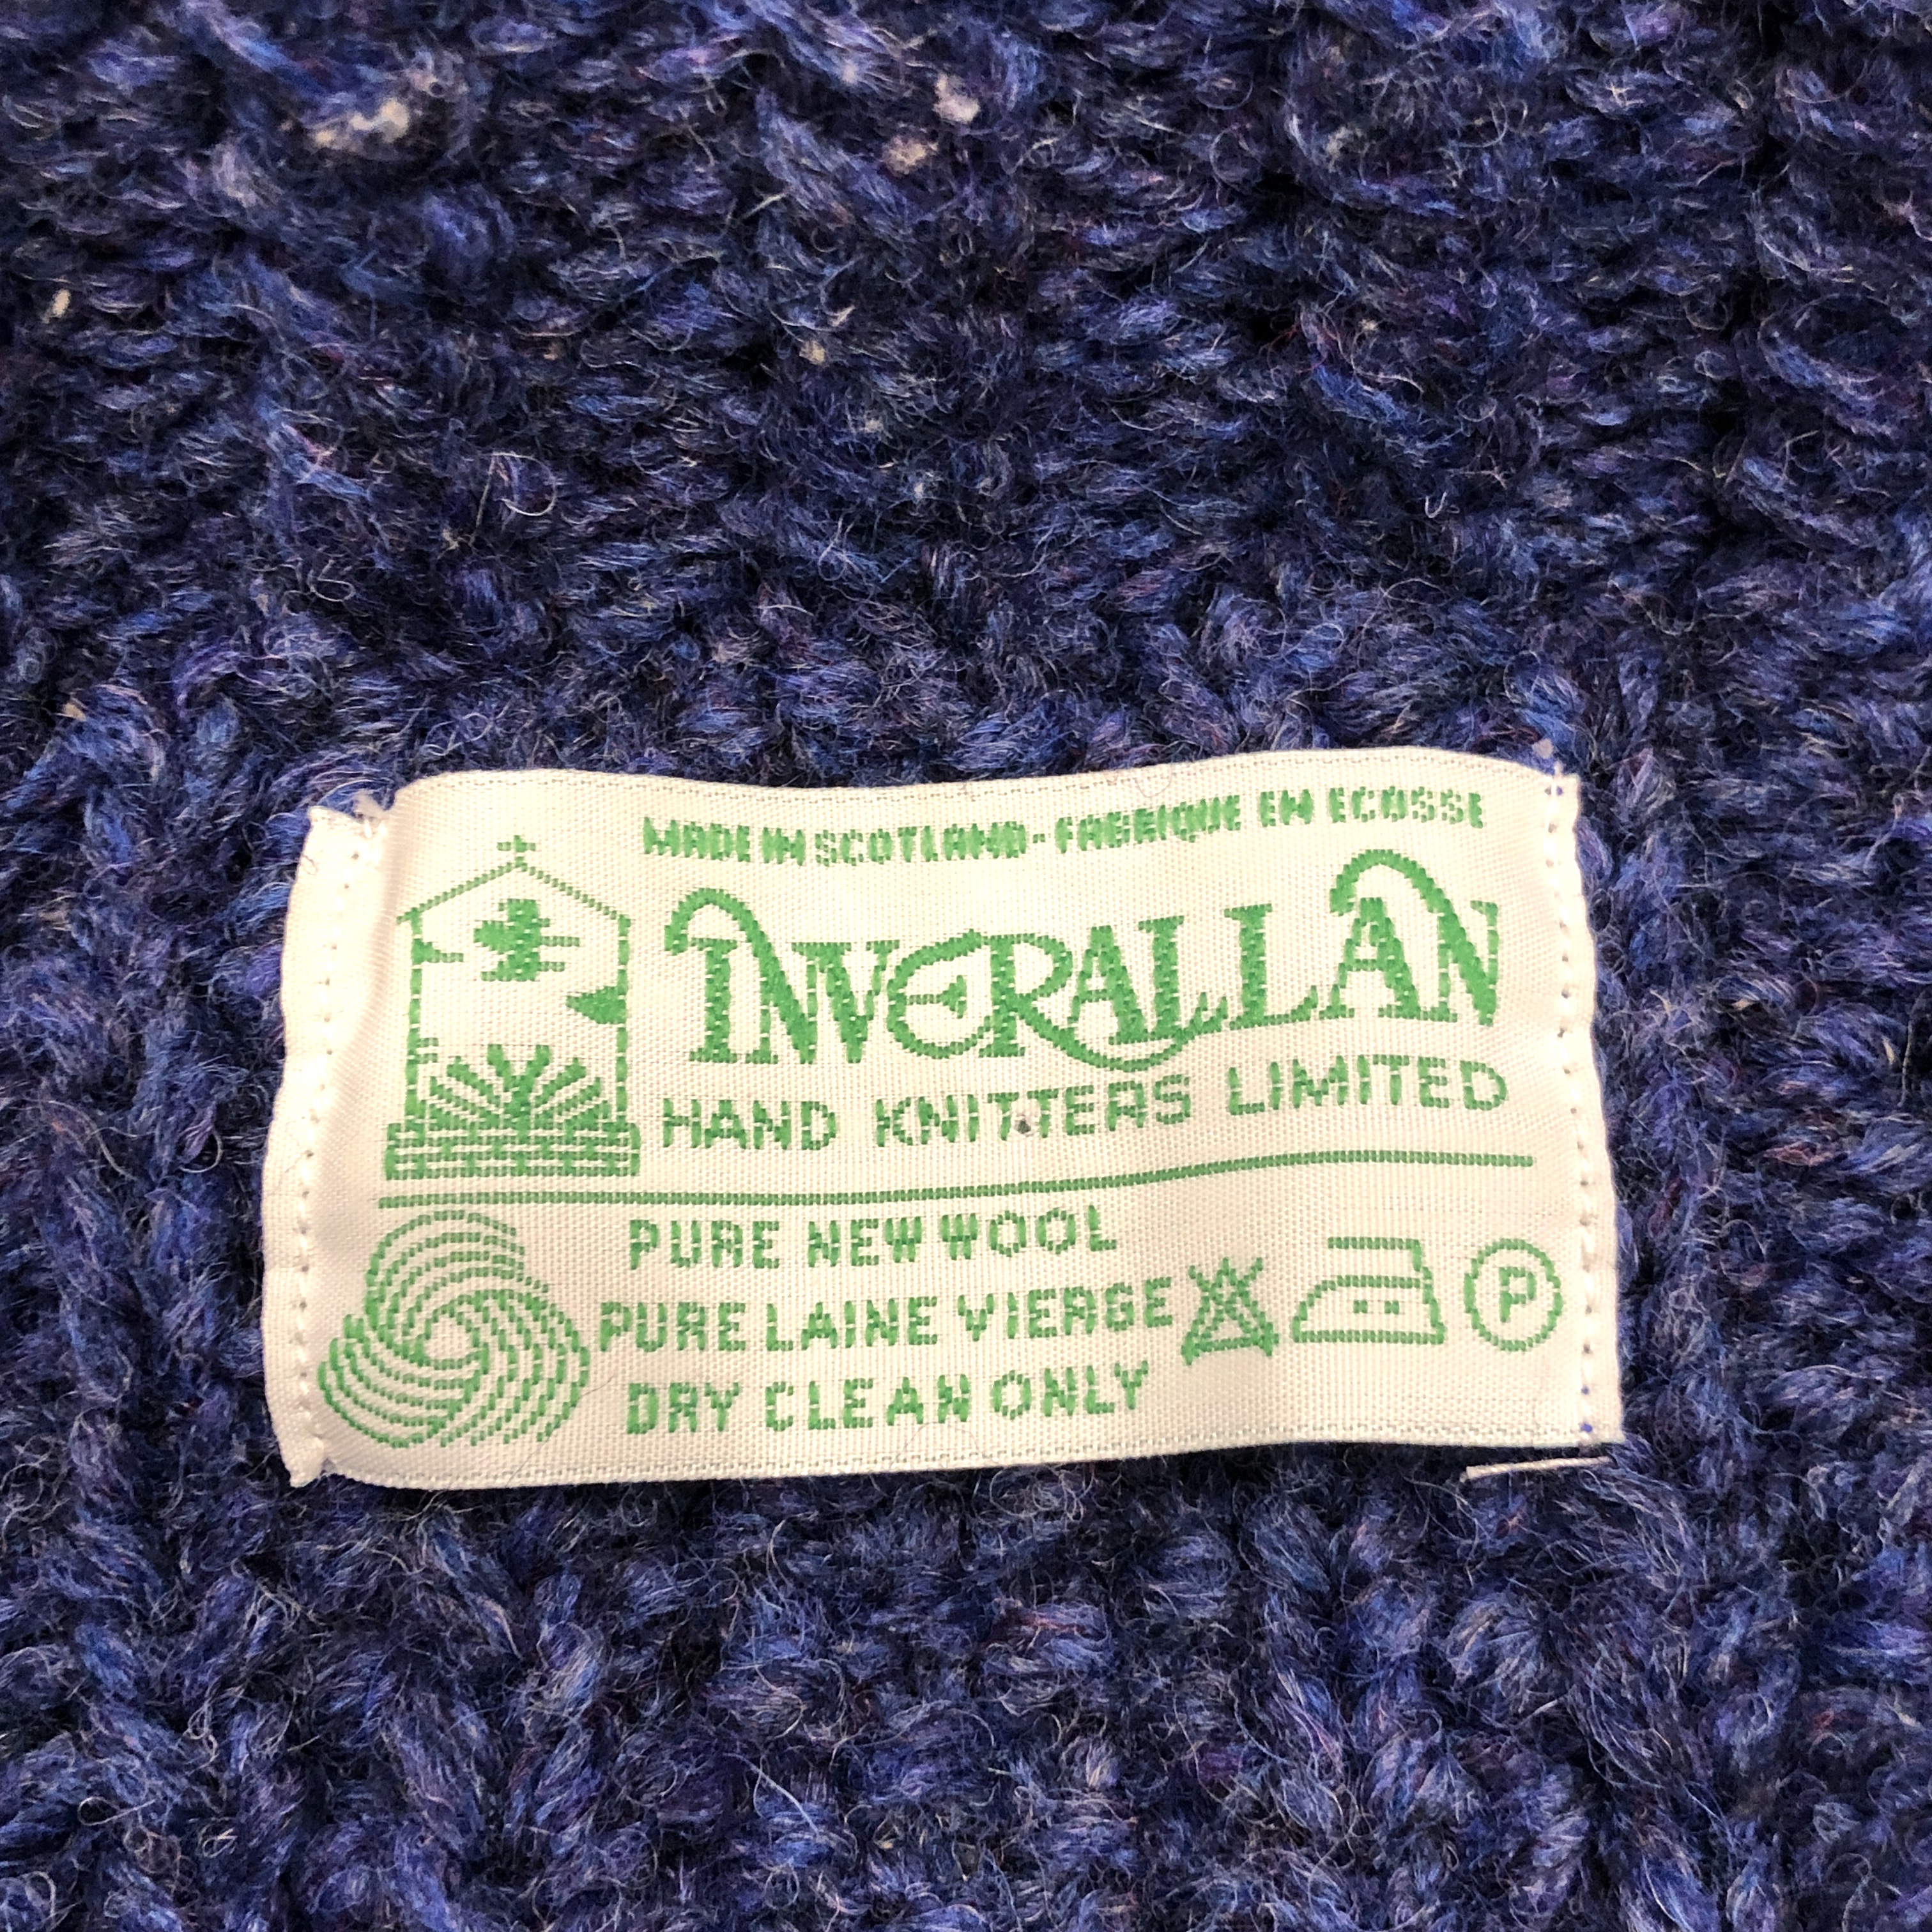 MADE IN SCOTLAND - FABRIQUE EN ECOSSE
INVERALLAN
HAND KNITTERS LIMITED
PURE NEW WOOL
PURE LAINE VIERGE
DRY CLEAN ONLY
P